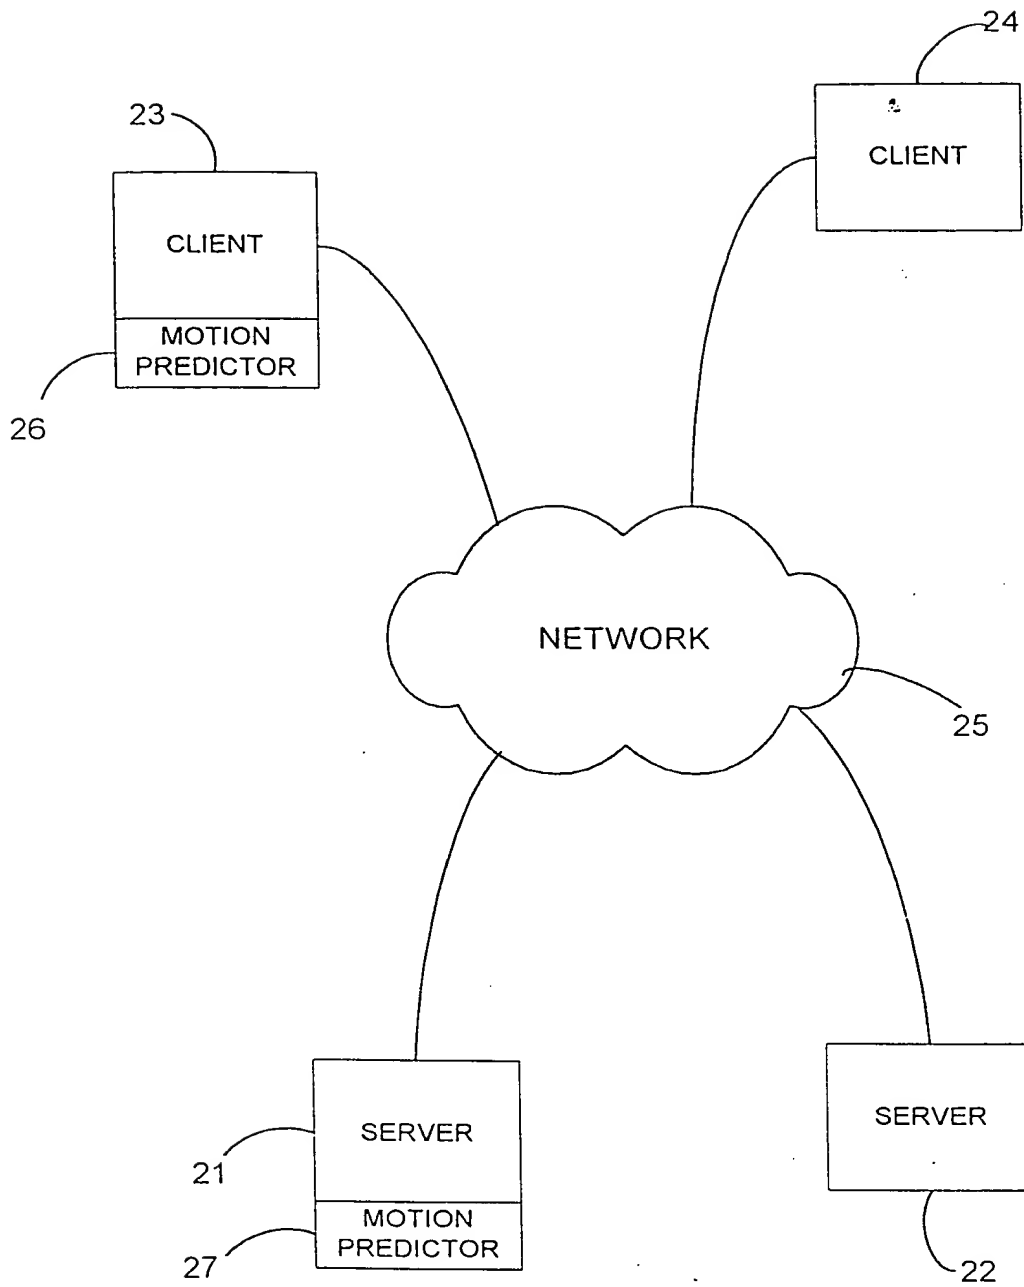 24
23
CLIENT
CLIENT
MOTION
PREDICTOR
26
NETWORK
25
SERVER
SERVER
21
MOTION
PREDICTOR
27
22